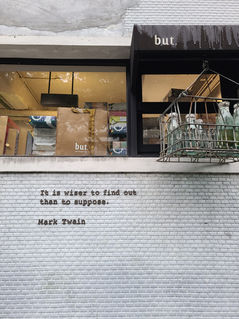 but.
but.
It is wiser to find out
than to suppose.
Mark Twain